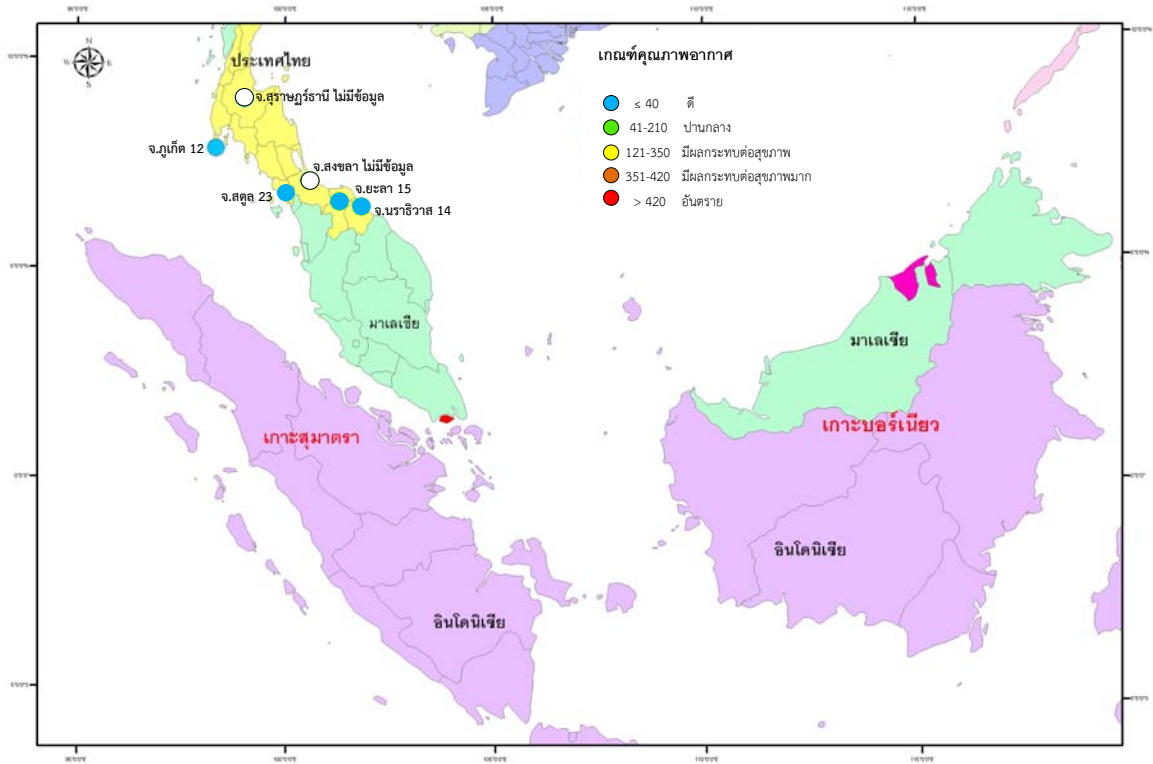 N
W
E
S
ประเทศไทย
จ.สุราษฎร์ธานี ไม่มีข้อมูล
จ.ภูเก็ต 12
จ.สงขลา ไม่มีข้อมูล
จ.สตูล 23
จ.ยะลา 15
จ.นราธิวาส 14
เกณฑ์คุณภาพอากาศ
≤ 40 ดี
41-210 ปานกลาง
121-350 มีผลกระทบต่อสุขภาพ
351-420 มีผลกระทบต่อสุขภาพมาก
> 420 อันตราย
มาเลเซีย
มาเลเซีย
เกาะสุมาตรา
เกาะบอร์เนียว
อินโดนิเซีย
อินโดนิเซีย